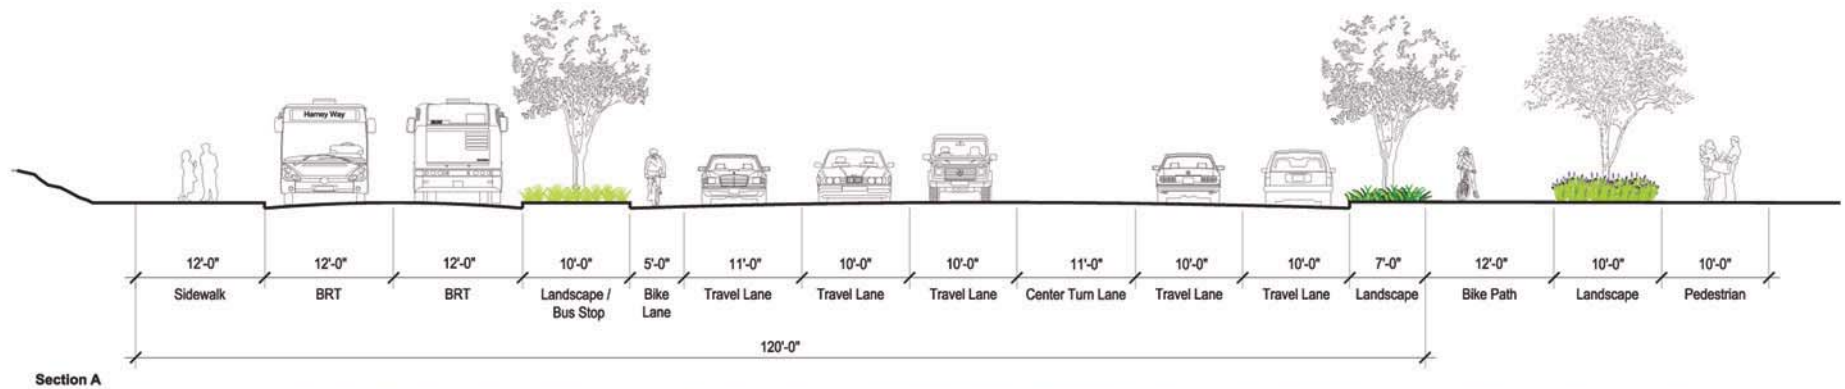 Harney Way
12'-0" 12'-0" 12'-0" 10'-0" 5'-0" 11'-0" 10'-0" 10'-0" 11'-0" 10'-0" 10'-0" 7'-0" 12'-0" 10'-0" 10'-0"
Sidewalk BRT BRT Landscape / Bike Travel Lane Travel Lane Travel Lane Center Turn Lane Travel Lane Travel Lane Landscape Bike Path Landscape Pedestrian
Bus Stop Lane
120'-0"
Section A